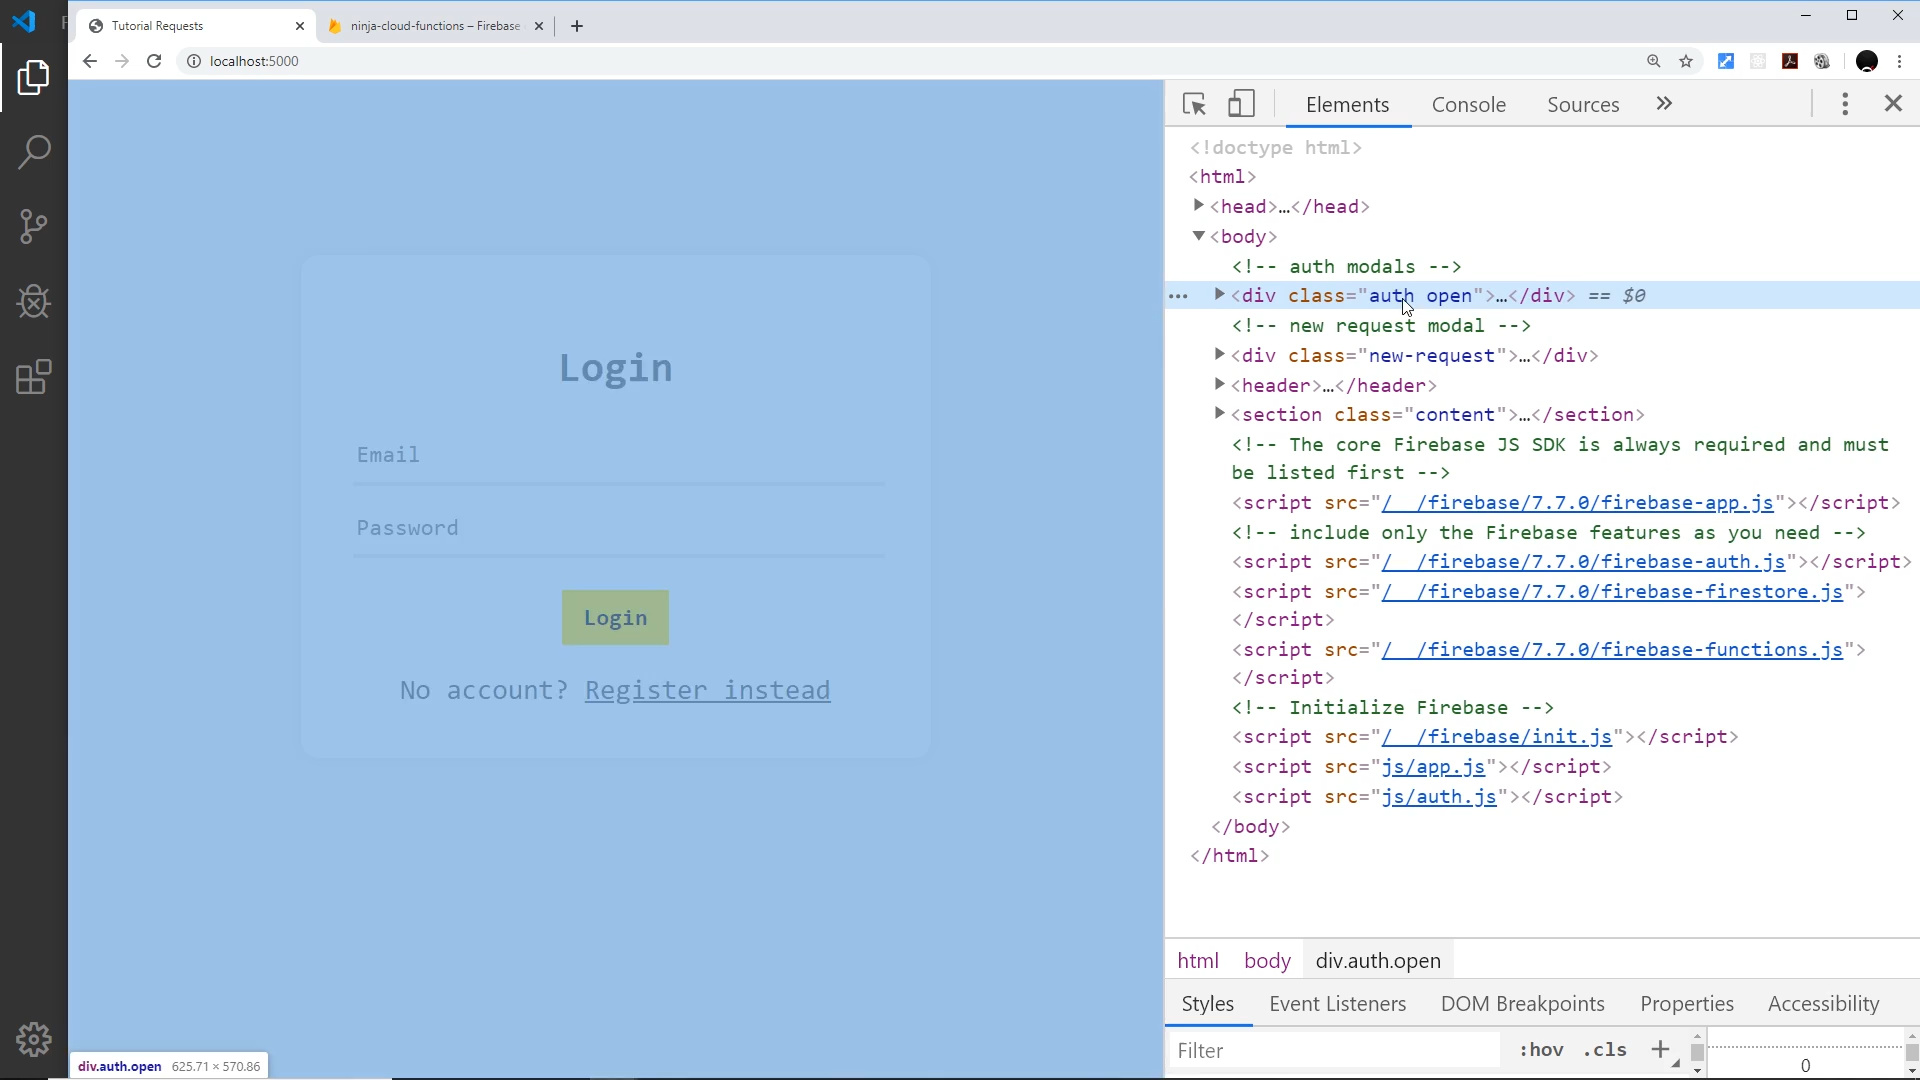 Tutorial Requests
ninja-cloud-functions – Firebase
localhost:5000
Elements
Console
Sources
<!doctype html>
<html>
<head>…</head>
<body>
<!-- auth modals -->
<div class="auth open">…</div> == $0
<!-- new request modal -->
<div class="new-request">…</div>
<header>…</header>
<section class="content">…</section>
<!-- The core Firebase JS SDK is always required and must
be listed first -->
<script src="/__/firebase/7.7.0/firebase-app.js"></script>
<!-- include only the Firebase features as you need -->
<script src="/__/firebase/7.7.0/firebase-auth.js"></script>
<script src="/__/firebase/7.7.0/firebase-firestore.js">
</script>
<script src="/__/firebase/7.7.0/firebase-functions.js">
</script>
<!-- Initialize Firebase -->
<script src="/__/firebase/init.js"></script>
<script src="js/app.js"></script>
<script src="js/auth.js"></script>
</body>
</html>
Login
Email
Password
Login
No account? Register instead
html body div.auth.open
Styles Event Listeners DOM Breakpoints Properties Accessibility
Filter
:hov .cls
0
div.auth.open 625.71 × 570.86